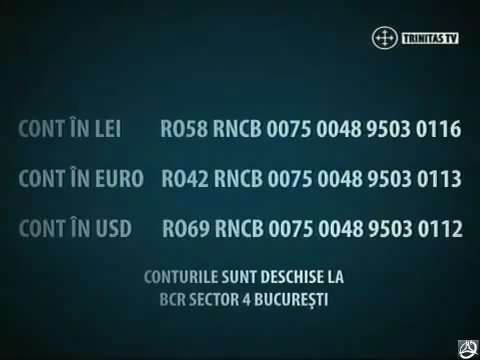 TRINITAS TV
CONT ÎN LEI RO58 RNCB 0075 0048 9503 0116
CONT ÎN EURO RO42 RNCB 0075 0048 9503 0113
CONT ÎN USD RO69 RNCB 0075 0048 9503 0112
CONTURILE SUNT DESCHISE LA
BCR SECTOR 4 BUCUREȘTI